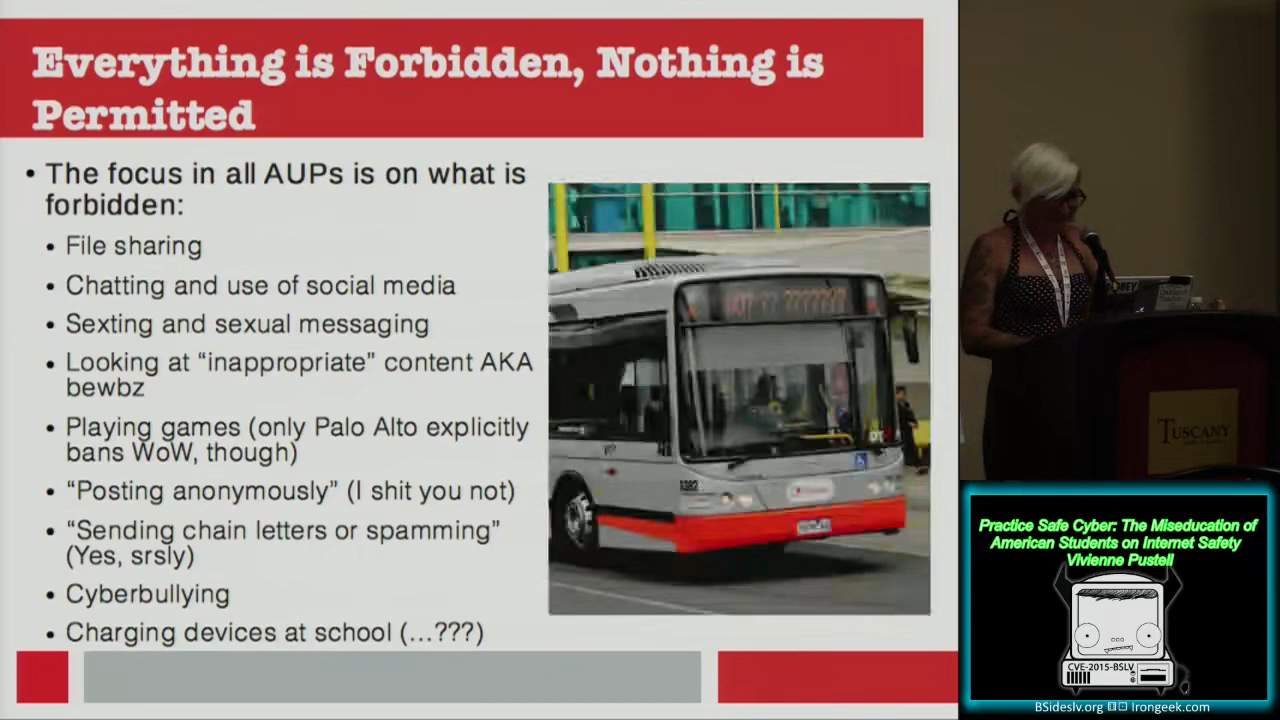 Everything is Forbidden, Nothing is
Permitted
• The focus in all AUPs is on what is
forbidden:
• File sharing
• Chatting and use of social media
• Sexting and sexual messaging
• Looking at “inappropriate” content AKA
bewbz
• Playing games (only Palo Alto explicitly
bans WoW, though)
• “Posting anonymously” (I shit you not)
• “Sending chain letters or spamming”
(Yes, srsly)
• Cyberbullying
• Charging devices at school (...???)
TUSCANY
Practice Safe Cyber: The Miseducation of
American Students on Internet Safety
Vivienne Pustell
CVE-2015-BSLV
BSideslv.org
Irongeek.com